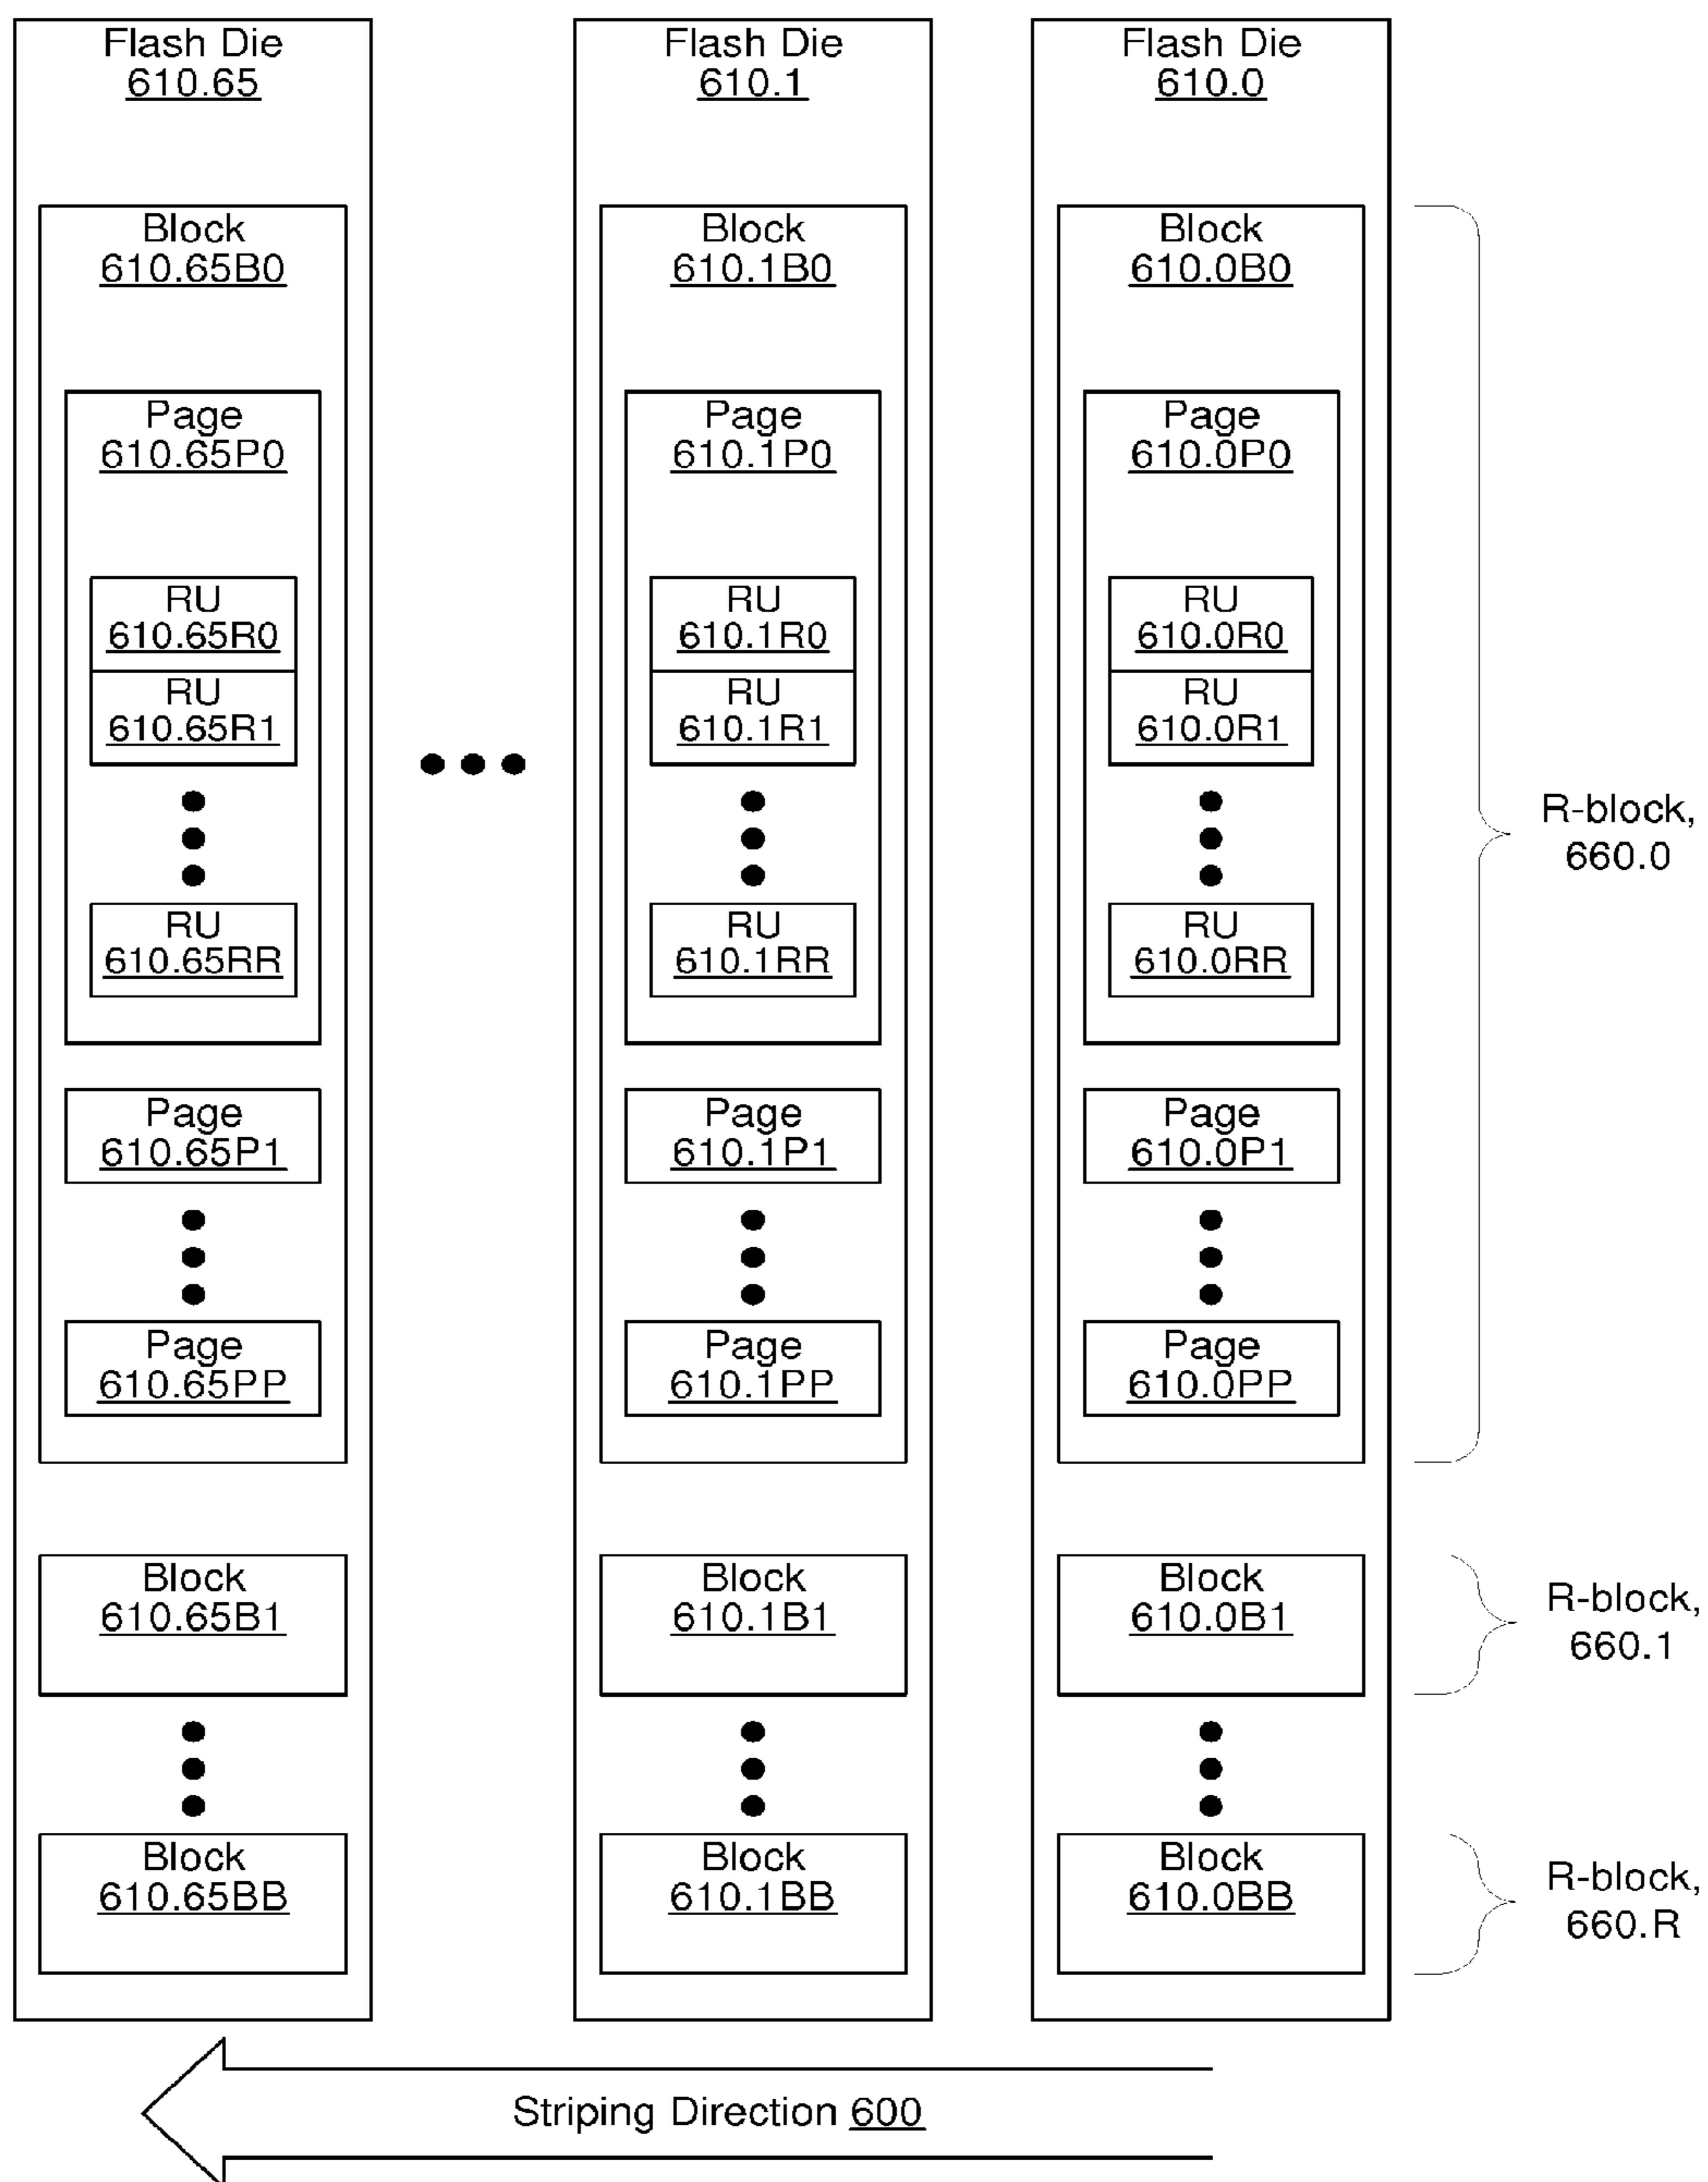 Flash Die
610.65
Flash Die
610.1
Flash Die
610.0
Block
610.65B0
Block
610.1B0
Block
610.0B0
Page
610.65P0
Page
610.1P0
Page
610.0P0
RU
610.65R0
RU
610.1R0
RU
610.0R0
RU
610.65R1
RU
610.1R1
RU
610.0R1
R-block,
660.0
RU
610.65RR
RU
610.1RR
RU
610.0RR
Page
610.65P1
Page
610.1P1
Page
610.0P1
Page
610.65PP
Page
610.1PP
Page
610.0PP
Block
610.65B1
Block
610.1B1
Block
610.0B1
R-block,
660.1
Block
610.65BB
Block
610.1BB
Block
610.0BB
R-block,
660.R
Striping Direction 600